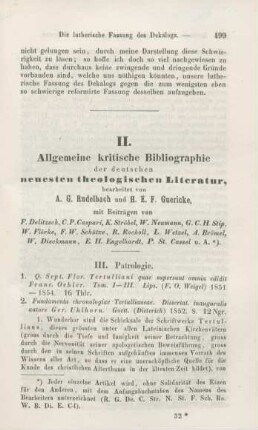 Die lutherische Fassung des Dekalogs. — 499
nicht gelungen sein, durch meine Darstellung diese Schwie-
rigkeit zu lösen; so hoffe ich doch so viel nachgewiesen zu
haben, dass durchaus keine zwingende und dringende Gründe
vorhanden sind, welche uns nöthigen könnten, unsere luthe-
rische Fassung des Dekalogs gegen die zum wenigsten eben
so schwierige reformirte Fassung desselben aufzugeben.
II.
Allgemeine kritische Bibliographie
der deutschen
neuesten theologischen Literatur,
bearbeitet von
A. G. Rudelbach und H. E. F. Guericke,
mit Beiträgen von
F. Delitzsch, C. P. Caspari, K. Ströbel, W. Neumann, G. C. H. Stip,
W. Flörke, F. W. Schütze, R. Rocholl, L. Wetzel, A. Brömel,
W. Dieckmann, E. H. Engelhardt, P. St. Cassel u. A. *).
III. Patrologie.
1. Q. Sept. Flor. Tertulliani quae supersunt omnia edidit
Franc. Oehler. Tom. I—III. Lips. (T. O. Weigel) 1851
—1854. 16 Thlr.
2. Fundamenta chronologiae Tertullianeae. Dissertat. inauguralis
autore Ger. Uhlhorn. Gott. (Dieterich) 1852. 8. 12 Ngr.
1. Wunderbar sind die Schicksale der Schriftwerke Tertul-
lians, dieses grössten unter allen Lateinischen Kirchenvätern
(gross durch die Tiefe und Innigkeit seiner Betrachtung, gross
durch die Nervosität seiner apologetischen Beweisführung, gross
endlich durch den in seinen Schriften aufgehäuften immensen Vorrath des
Wissens aller Art, so dass er eine unausschöpfliche Quelle für die
Kunde des christlichen Alterthums in der ältesten Zeit bildet), von
*) Jeder einzelne Artikel wird, ohne Solidarität des Einen
für den Andern, mit dem Anfangsbuchstaben des Namens des
Bearbeiters unterzeichnet (R. G. De. C. Str. N. St. F. Sch. Ro.
W. B. Di. E. Ct).
32 *